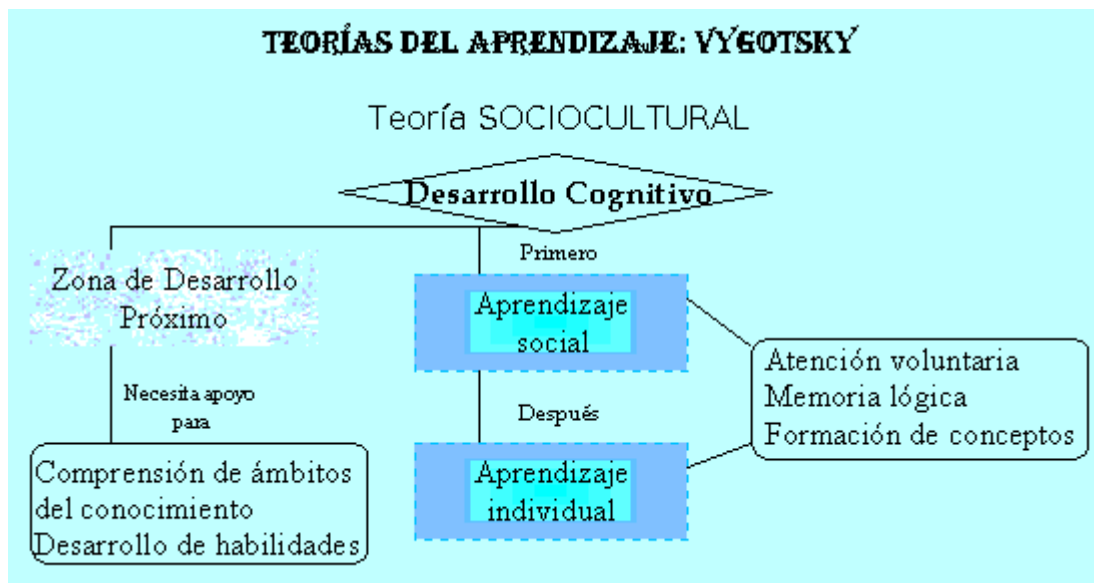 TEORÍAS DEL APRENDIZAJE: VYGOTSKY
Teoría SOCIOCULTURAL
Desarrollo Cognitivo
Zona de Desarrollo
Próximo
Necesita apoyo
para
Comprensión de ámbitos
del conocimiento
Desarrollo de habilidades
Primero
Aprendizaje
social
Después
Aprendizaje
individual
Atención voluntaria
Memoria lógica
Formación de conceptos